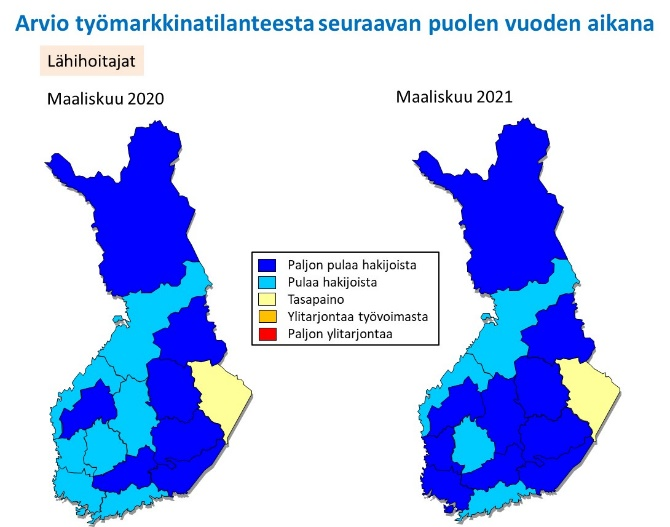 Arvio työmarkkinatilanteesta seuraavan puolen vuoden aikana
Lähihoitajat
Maaliskuu 2020
Maaliskuu 2021
Paljon pulaa hakijoista
Pulaa hakijoista
Tasapaino
Ylitarjontaa työvoimasta
Paljon ylitarjontaa